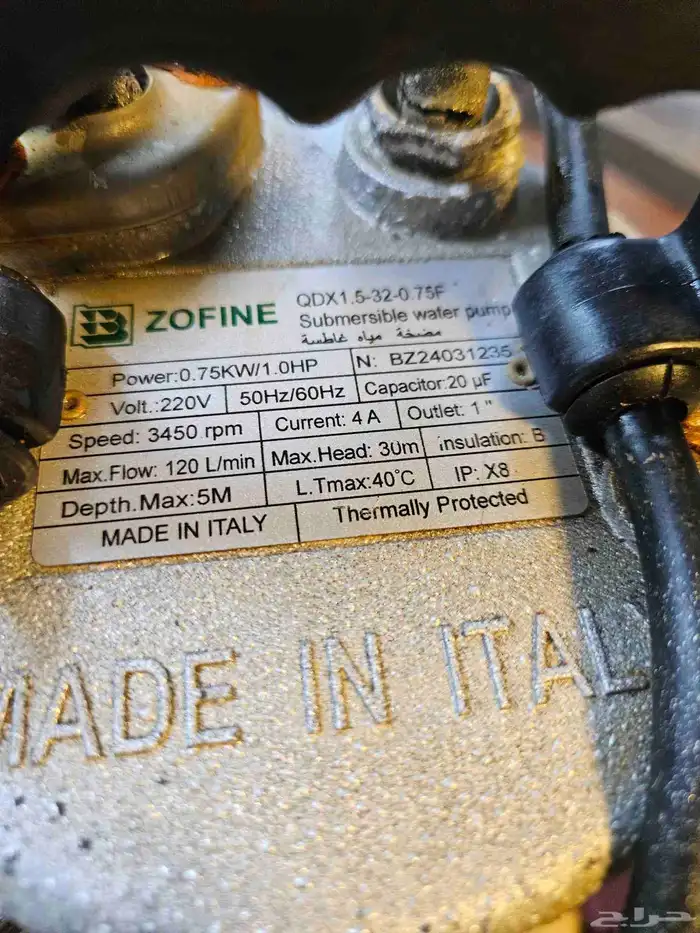 ZOFINE
QDX1.5-32-0.75F
Submersible water pump
مضخة مياه غاطسة
Power:0.75KW/1.0HP N: BZ24031235
Volt.:220V 50Hz/60Hz Capacitor:20 µF
Speed: 3450 rpm Current: 4 A Outlet: 1 "
Max.Flow: 120 L/min Max.Head: 30m insulation: B
Depth.Max:5M L.Tmax:40°C IP: X8
MADE IN ITALY Thermally Protected
MADE IN ITALY
حراج